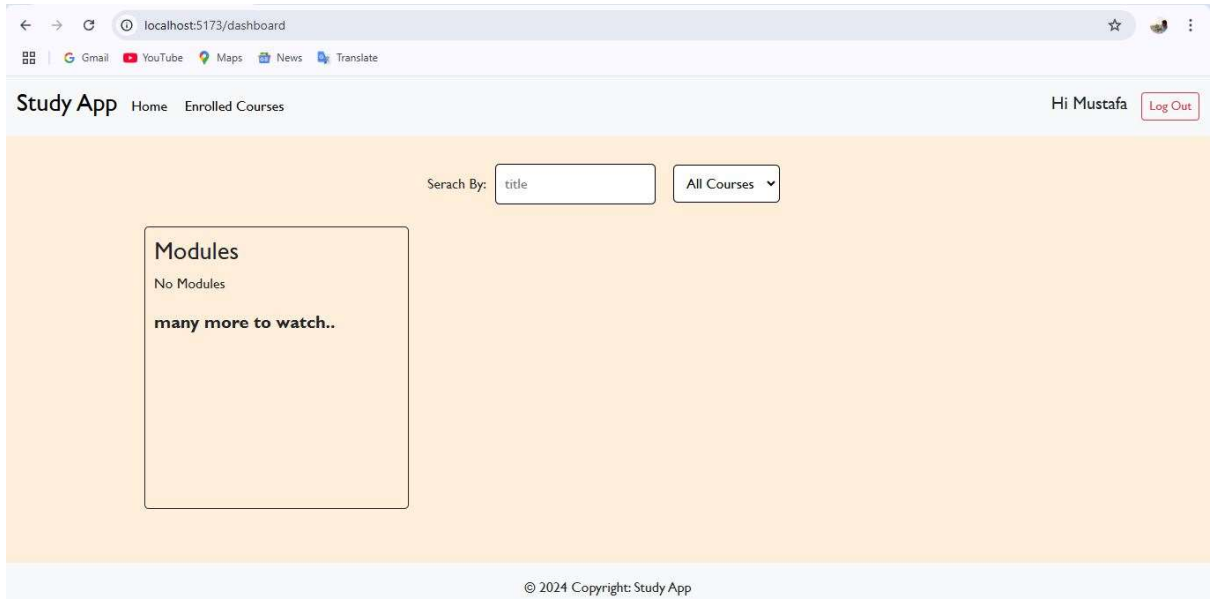 localhost:5173/dashboard
Gmail YouTube Maps News Translate
Study App Home Enrolled Courses Hi Mustafa Log Out
Serach By: title All Courses
Modules
No Modules
many more to watch..
© 2024 Copyright: Study App